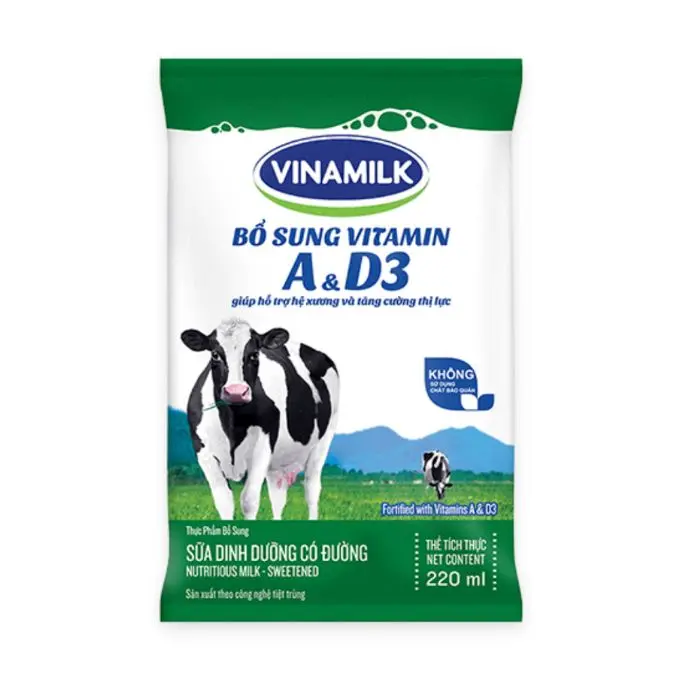 VINAMILK
BỔ SUNG VITAMIN
A & D3
giúp hỗ trợ hệ xương và tăng cường thị lực
KHÔNG
SỬ DỤNG
CHẤT BẢO QUẢN
Fortified with Vitamins A & D3
Thực Phẩm Bổ Sung
SỮA DINH DƯỠNG CÓ ĐƯỜNG
NUTRITIOUS MILK - SWEETENED
Sản xuất theo công nghệ tiệt trùng
THỂ TÍCH THỰC
NET CONTENT
220 ml